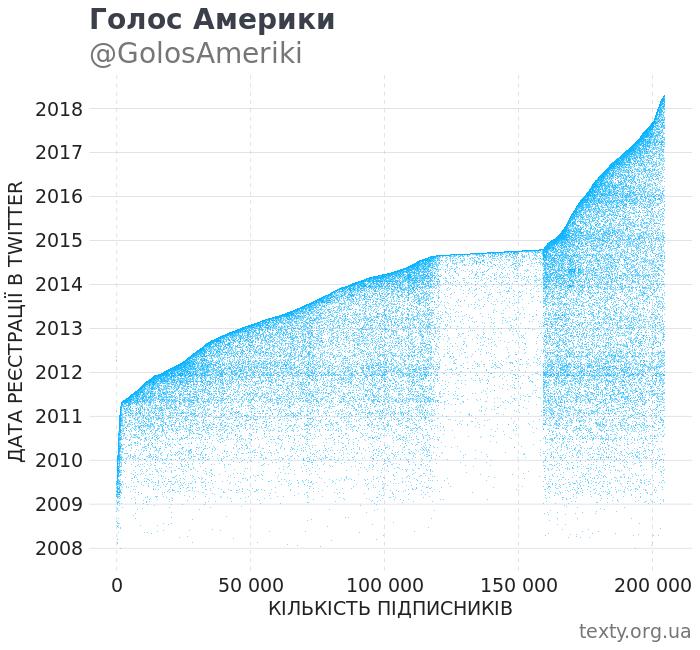 Голос Америки
@GolosAmeriki
ДАТА РЕЄСТРАЦІЇ В TWITTER
2018
2017
2016
2015
2014
2013
2012
2011
2010
2009
2008
0 50 000 100 000 150 000 200 000
КІЛЬКІСТЬ ПІДПИСНИКІВ
texty.org.ua